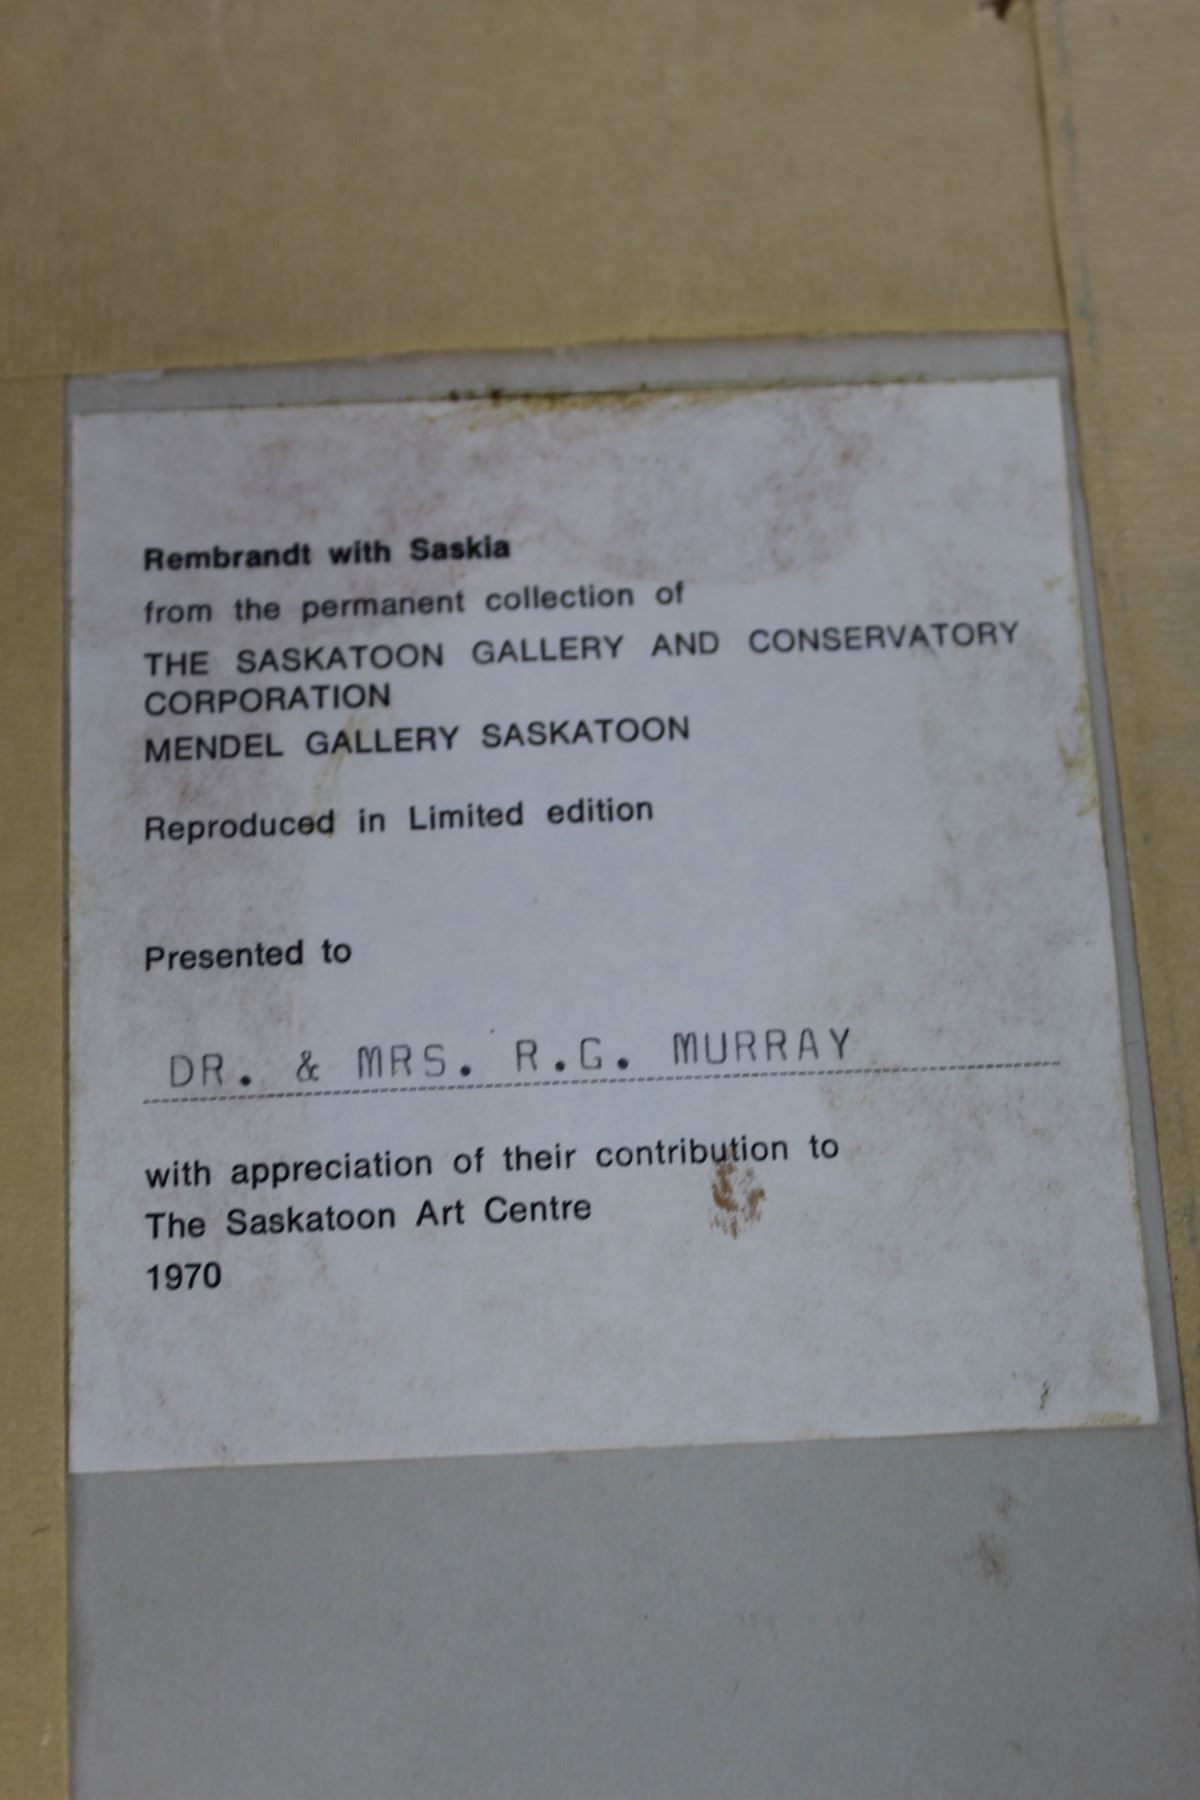 Rembrandt with Saskia
from the permanent collection of
THE SASKATOON GALLERY AND CONSERVATORY
CORPORATION
MENDEL GALLERY SASKATOON
Reproduced in Limited edition
Presented to
DR. & MRS. R.G. MURRAY
with appreciation of their contribution to
The Saskatoon Art Centre
1970